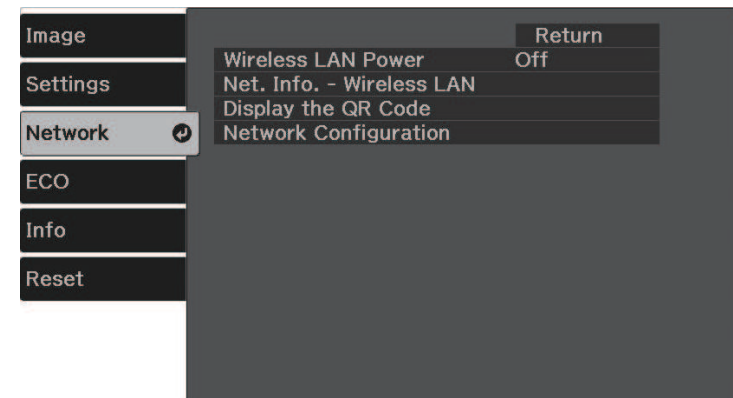 Image
Settings
Network
ECO
Info
Reset
Return
Wireless LAN Power Off
Net. Info. - Wireless LAN
Display the QR Code
Network Configuration